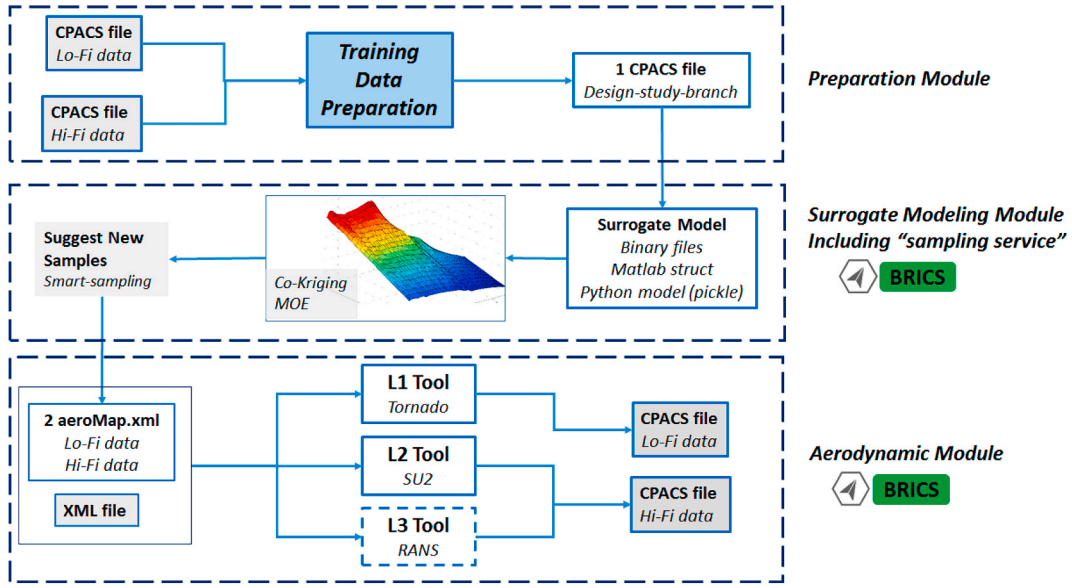 CPACS file
Lo-Fi data
CPACS file
Hi-Fi data
Training
Data
Preparation
1 CPACS file
Design-study-branch
Preparation Module
Suggest New
Samples
Smart-sampling
Co-Kriging
MOE
Surrogate Model
Binary files
Matlab struct
Python model (pickle)
Surrogate Modeling Module
Including “sampling service”
BRICS
2 aeroMap.xml
Lo-Fi data
Hi-Fi data
XML file
L1 Tool
Tornado
L2 Tool
SU2
L3 Tool
RANS
CPACS file
Lo-Fi data
CPACS file
Hi-Fi data
Aerodynamic Module
BRICS